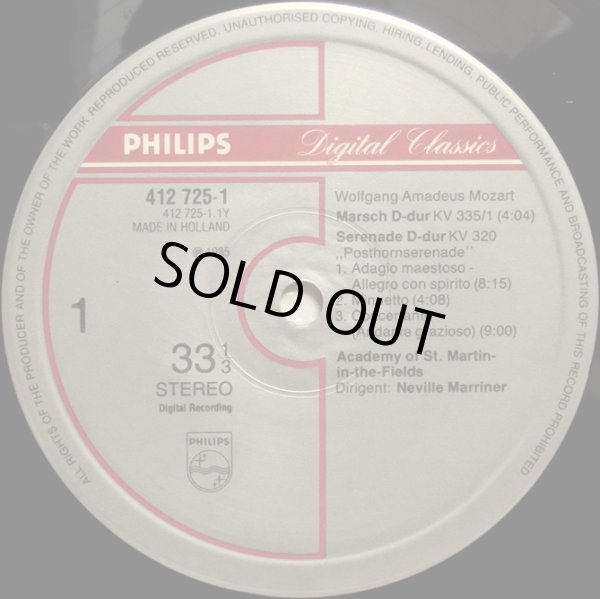 ALL RIGHTS OF THE PRODUCER AND OF THE OWNER OF THE WORK REPRODUCED RESERVED. UNAUTHORISED COPYING, HIRING, LENDING, PUBLIC PERFORMANCE AND BROADCASTING OF THIS RECORD PROHIBITED
PHILIPS Digital Classics
412 725-1
412 725-1.1Y
MADE IN HOLLAND
℗ 1985
1
33 1/3
STEREO
Digital Recording
PHILIPS
Wolfgang Amadeus Mozart
Marsch D-dur KV 335/1 (4:04)
Serenade D-dur KV 320
„Posthornserenade"
1. Adagio maestoso -
Allegro con spirito (8:15)
2. Minuetto (4:08)
3. (Andante grazioso) (9:00)
Academy of St. Martin-
in-the-Fields
Dirigent: Neville Marriner
SOLD OUT